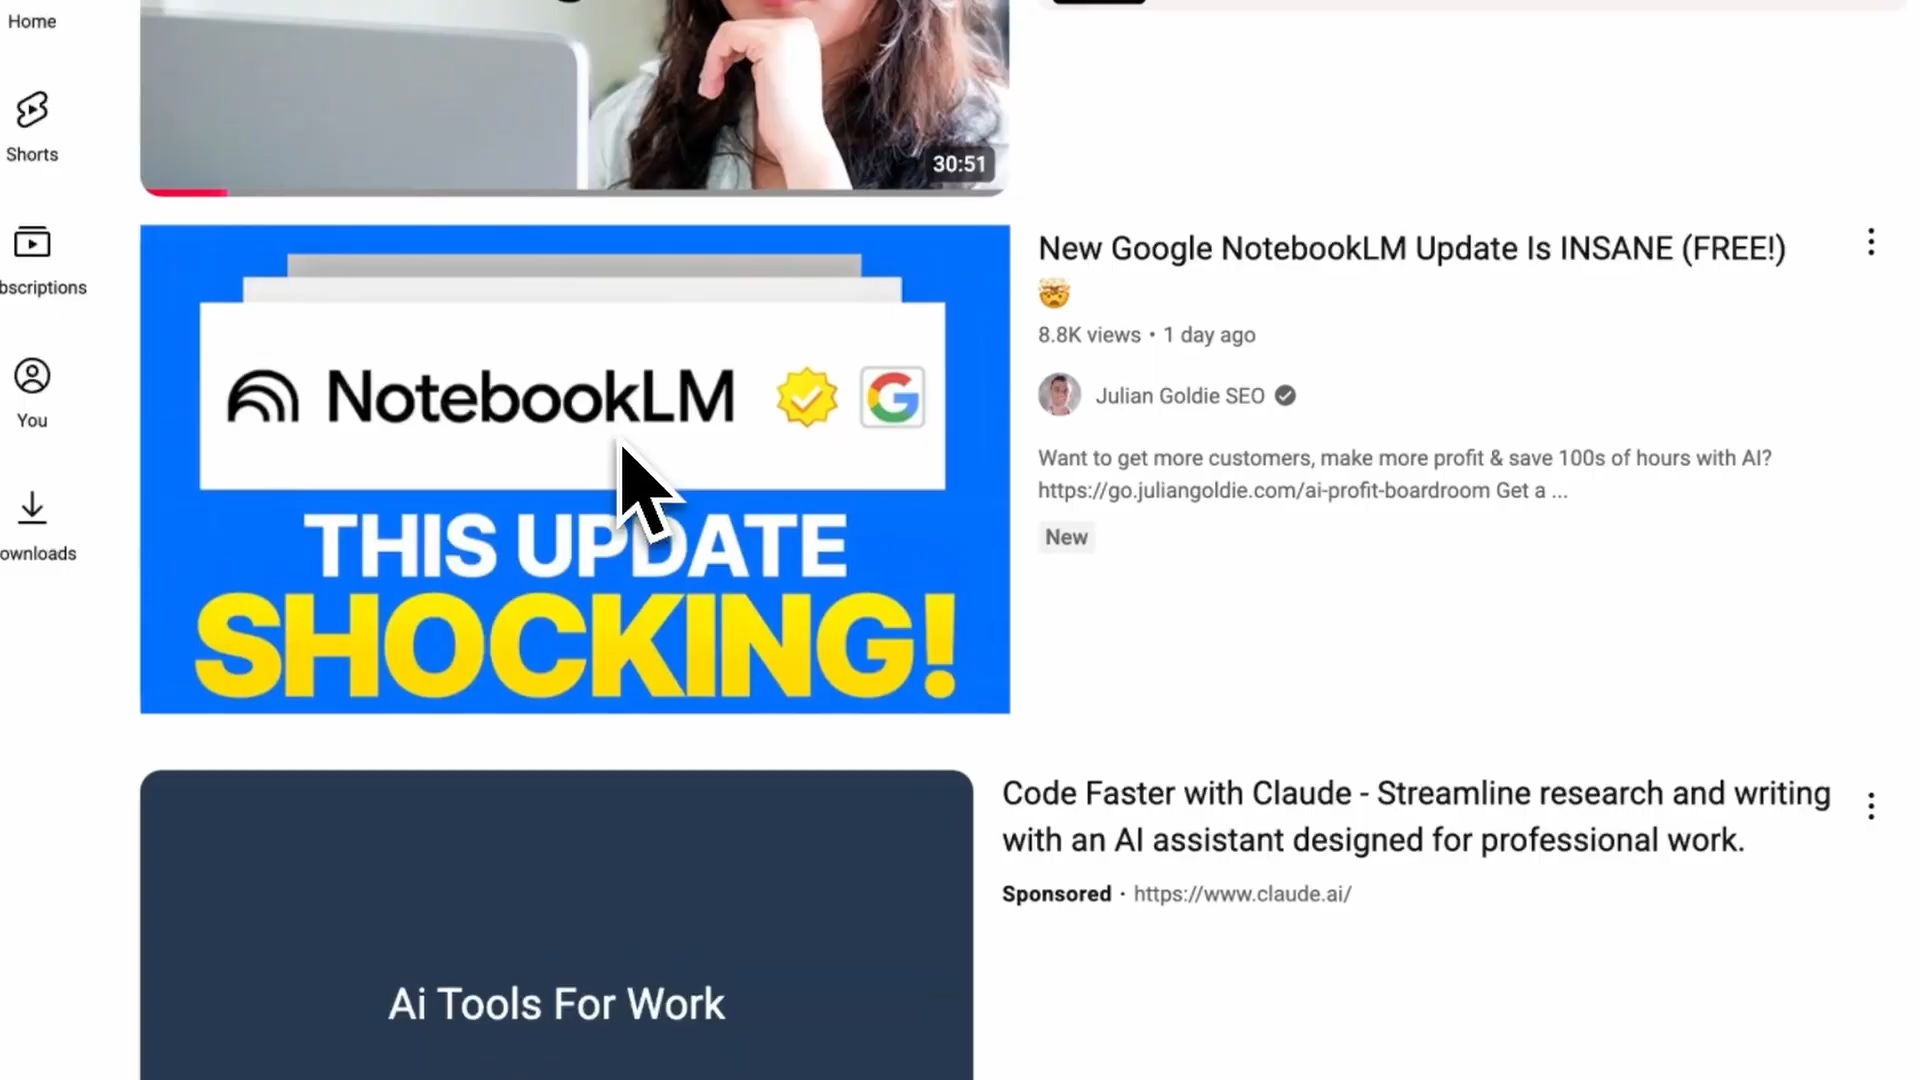 Home
Shorts
bscriptions
You
ownloads
30:51
NotebookLM
THIS UPDATE
SHOCKING!
New Google NotebookLM Update Is INSANE (FREE!)
🤯
8.8K views • 1 day ago
Julian Goldie SEO
Want to get more customers, make more profit & save 100s of hours with AI?
https://go.juliangoldie.com/ai-profit-boardroom Get a ...
New
Ai Tools For Work
Code Faster with Claude - Streamline research and writing
with an AI assistant designed for professional work.
Sponsored · https://www.claude.ai/